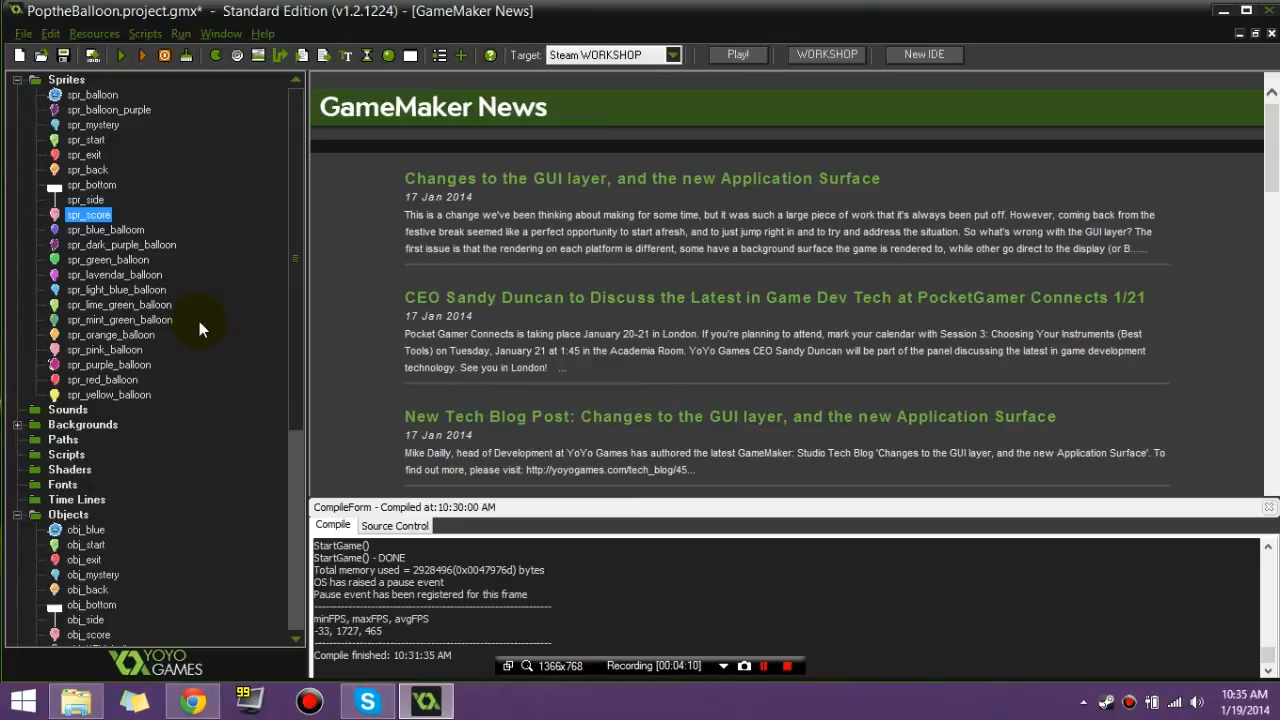 PoptheBalloon.project.gmx* - Standard Edition (v1.2.1224) - [GameMaker News]
File Edit Resources Scripts Run Window Help
Target: Steam WORKSHOP Play! WORKSHOP New IDE
Sprites
spr_balloon
spr_balloon_purple
spr_mystery
spr_start
spr_exit
spr_back
spr_bottom
spr_side
spr_score
spr_blue_balloom
spr_dark_purple_balloon
spr_green_balloon
spr_lavendar_balloon
spr_light_blue_balloon
spr_lime_green_balloon
spr_mint_green_balloon
spr_orange_balloon
spr_pink_balloon
spr_purple_balloon
spr_red_balloon
spr_yellow_balloon
Sounds
Backgrounds
Paths
Scripts
Shaders
Fonts
Time Lines
Objects
obj_blue
obj_start
obj_exit
obj_mystery
obj_back
obj_bottom
obj_side
obj_score
YOYO
GAMES
GameMaker News
Changes to the GUI layer, and the new Application Surface
17 Jan 2014
This is a change we've been thinking about making for some time, but it was such a large piece of work that it's always been put off. However, coming back from the
festive break seemed like a perfect opportunity to start afresh, and to just jump right in and to try and address the situation. So what's wrong with the GUI layer? The
first issue is that the rendering on each platform is different, some have a background surface the game is rendered to, while other go direct to the display (or B......
CEO Sandy Duncan to Discuss the Latest in Game Dev Tech at PocketGamer Connects 1/21
17 Jan 2014
Pocket Gamer Connects is taking place January 20-21 in London. If you're planning to attend, mark your calendar with Session 3: Choosing Your Instruments (Best
Tools) on Tuesday, January 21 at 1:45 in the Academia Room. YoYo Games CEO Sandy Duncan will be part of the panel discussing the latest in game development
technology. See you in London! ...
New Tech Blog Post: Changes to the GUI layer, and the new Application Surface
17 Jan 2014
Mike Dailly, head of Development at YoYo Games has authored the latest GameMaker: Studio Tech Blog 'Changes to the GUI layer, and the new Application Surface'. To
find out more, please visit: http://yoyogames.com/tech_blog/45...
CompileForm - Compiled at:10:30:00 AM
Compile Source Control
StartGame()
StartGame() - DONE
Total memory used = 2928496(0x0047976d) bytes
OS has raised a pause event
Pause event has been registered for this frame
minFPS, maxFPS, avgFPS
-33, 1727, 465
Compile finished: 10:31:35 AM
1366x768 Recording [00:04:10]
99
10:35 AM
1/19/2014